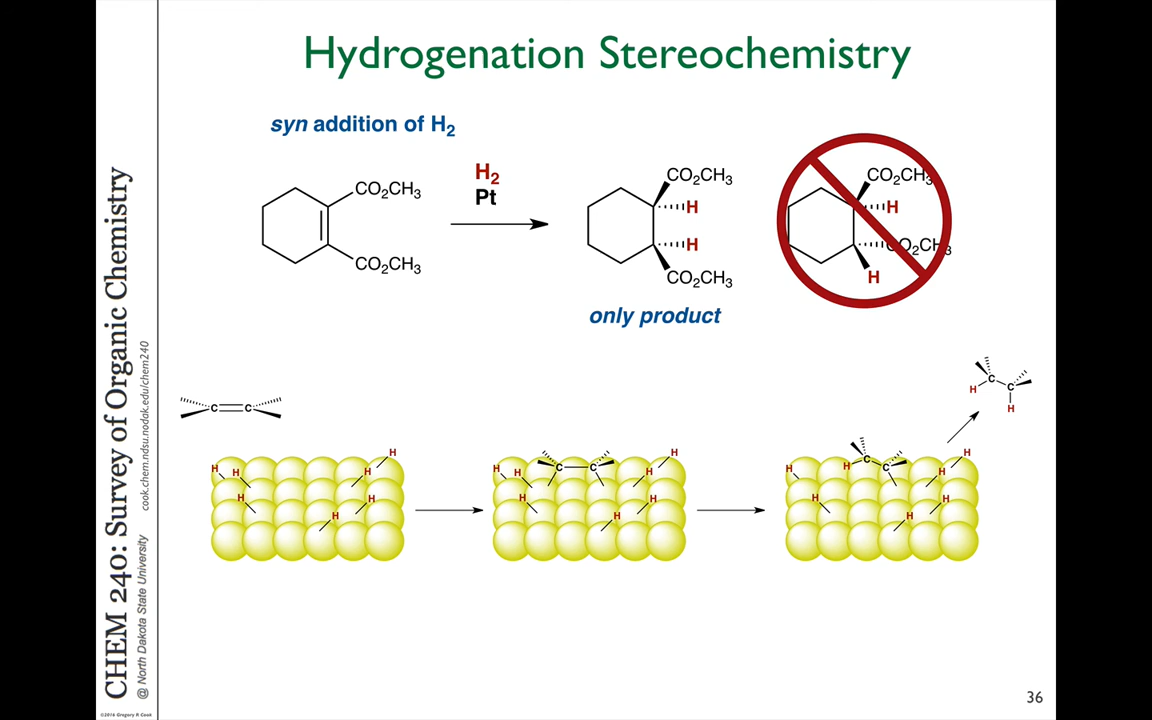 Hydrogenation Stereochemistry
syn addition of H₂
CO₂CH₃
CO₂CH₃
H₂
Pt
CO₂CH₃
H
H
CO₂CH₃
only product
CO₂CH₃
H
CO₂CH₃
H
C C
H H H H H H H H
C C
H H H H H H H H
C C
H H H H H H H
C C
H H
CHEM 240: Survey of Organic Chemistry
@ North Dakota State University cook.chem.ndsu.nodak.edu/chem240
©2016 Gregory R Cook
36